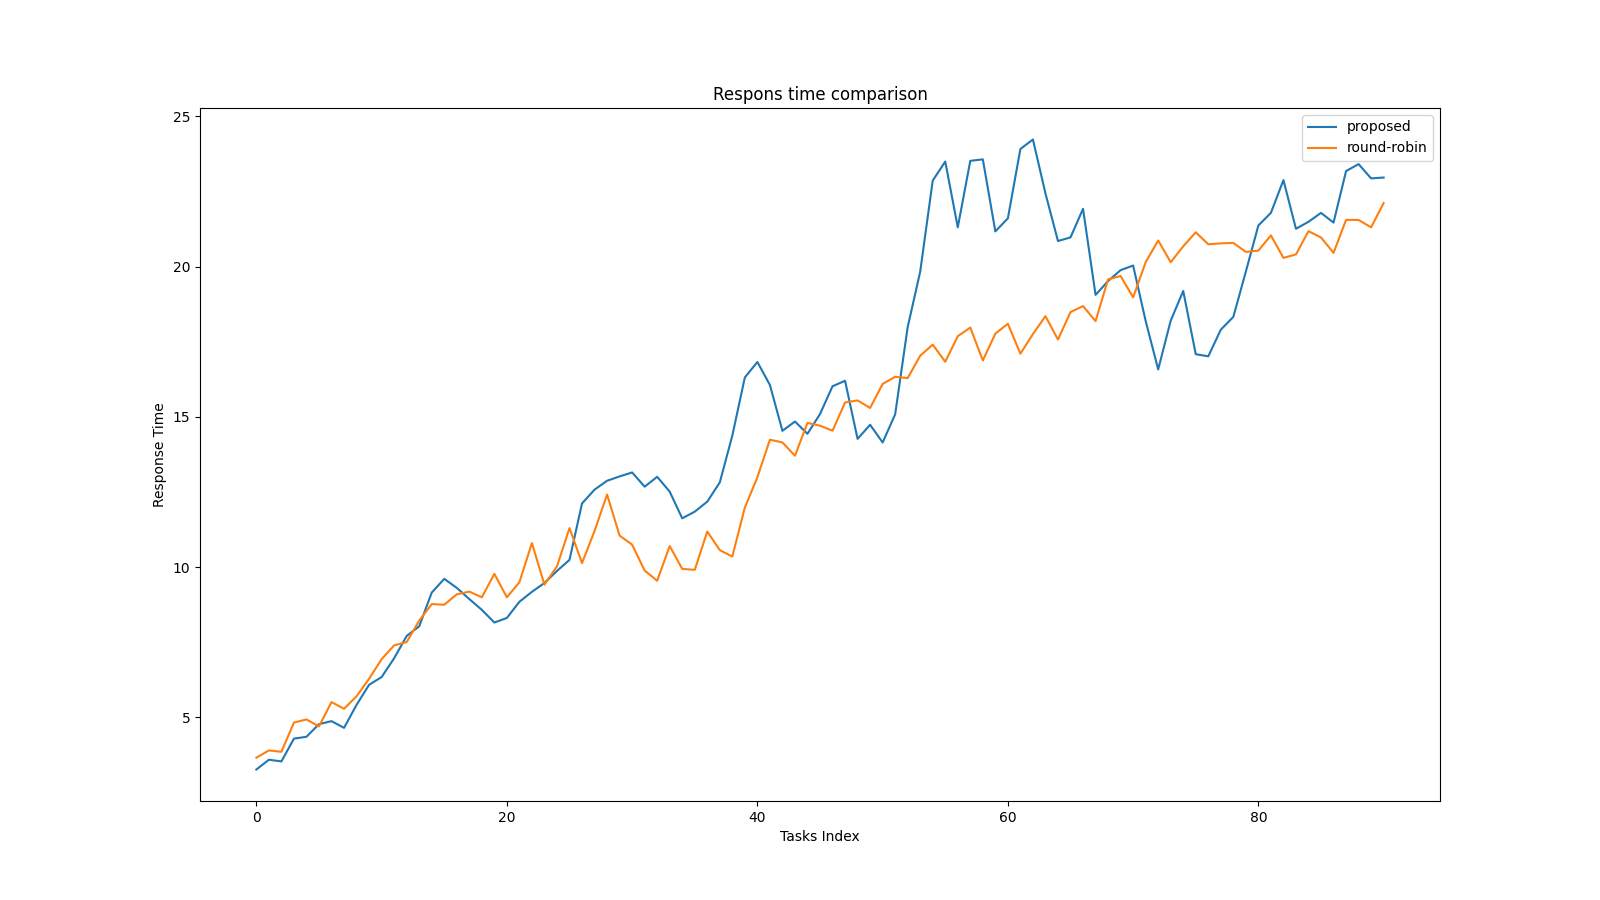 Respons time comparison
25
proposed
round-robin
20
15
Response Time
10
5
0 20 40 60 80
Tasks Index